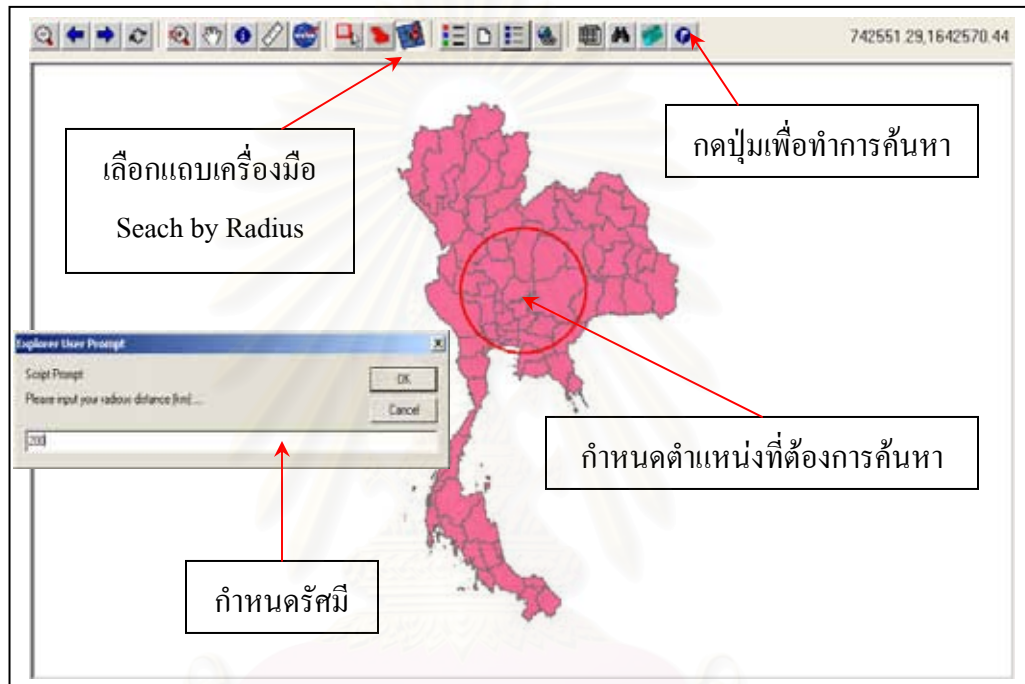 742551.29,1642570.44
เลือกแถบเครื่องมือ
Seach by Radius
กดปุ่มเพื่อทำการค้นหา
Explorer User Prompt
Script Prompt
Please input your radious distance (km) ...
OK
Cancel
200
กำหนดตำแหน่งที่ต้องการค้นหา
กำหนดรัศมี